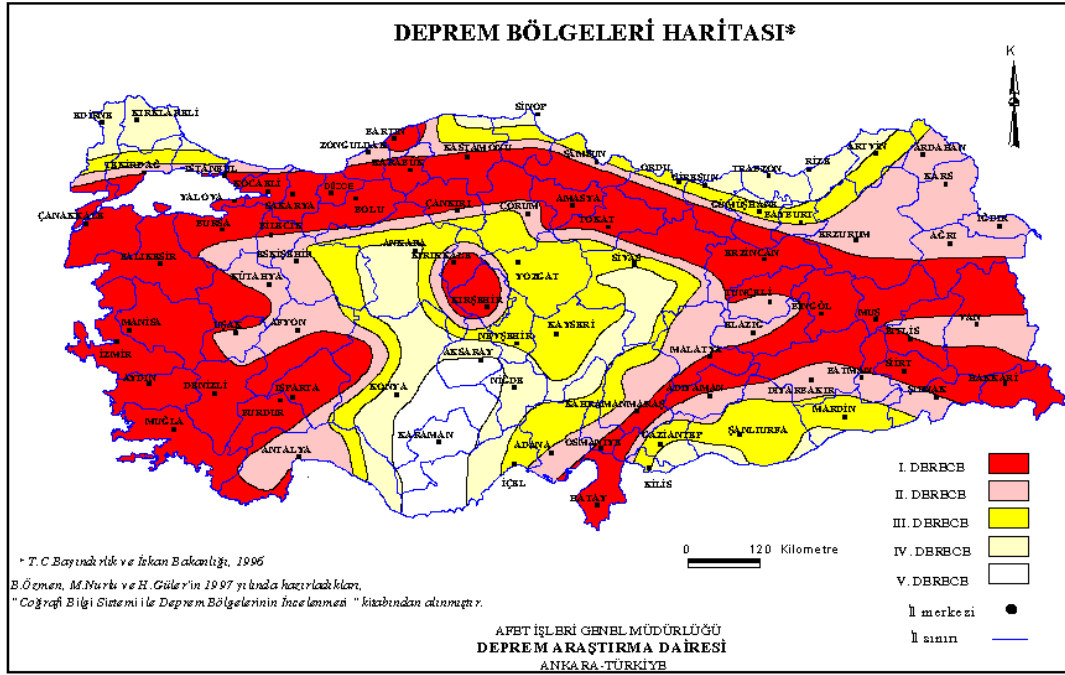 DEPREM BÖLGELERİ HARİTASI*
K
SİNOP
EDİRNE
KIRKLARELİ
BARTIN
ZONGULDAK
KASTAMONU
KARABÜK
SAMSUN
ORDU
GİRESUN
TRABZON
RİZE
ARTVİN
ARDAHAN
TEKİRDAĞ
İSTANBUL
KOCAELİ
SAKARYA
DÜZCE
BOLU
YALOVA
ÇANKIRI
ÇORUM
AMASYA
TOKAT
GÜMÜŞHANE
BAYBURT
KARS
IĞDIR
ÇANAKKALE
BURSA
BİLECİK
ERZURUM
AĞRI
BALIKESİR
ESKİŞEHİR
ANKARA
KIRIKKALE
YOZGAT
SİVAS
ERZİNCAN
KÜTAHYA
KIRŞEHİR
TUNCELİ
BİNGÖL
MUŞ
VAN
MANİSA
UŞAK
AFYON
NEVŞEHİR
KAYSERİ
ELAZIĞ
BİTLİS
İZMİR
AKSARAY
MALATYA
AYDIN
DENİZLİ
ISPARTA
KONYA
NİĞDE
ADIYAMAN
DİYARBAKIR
BATMAN
SİİRT
ŞIRNAK
HAKKARİ
BURDUR
KAHRAMANMARAŞ
MARDİN
MUĞLA
KARAMAN
ADANA
OSMANİYE
GAZİANTEP
ŞANLIURFA
ANTALYA
İÇEL
KİLİS
HATAY
I. DERECE
II. DERECE
III. DERECE
IV. DERECE
V. DERECE
İl merkezi
İl sınırı
0 120 Kilometre
* T.C Bayındırlık ve İskan Bakanlığı, 1996
B.Özmen, M.Nurlu ve H.Güler'in 1997 yılında hazırladıkları,
" Coğrafi Bilgi Sistemi ile Deprem Bölgelerinin İncelenmesi " kitabından alınmıştır.
AFET İŞLERİ GENEL MÜDÜRLÜĞÜ
DEPREM ARAŞTIRMA DAİRESİ
ANKARA-TÜRKİYE